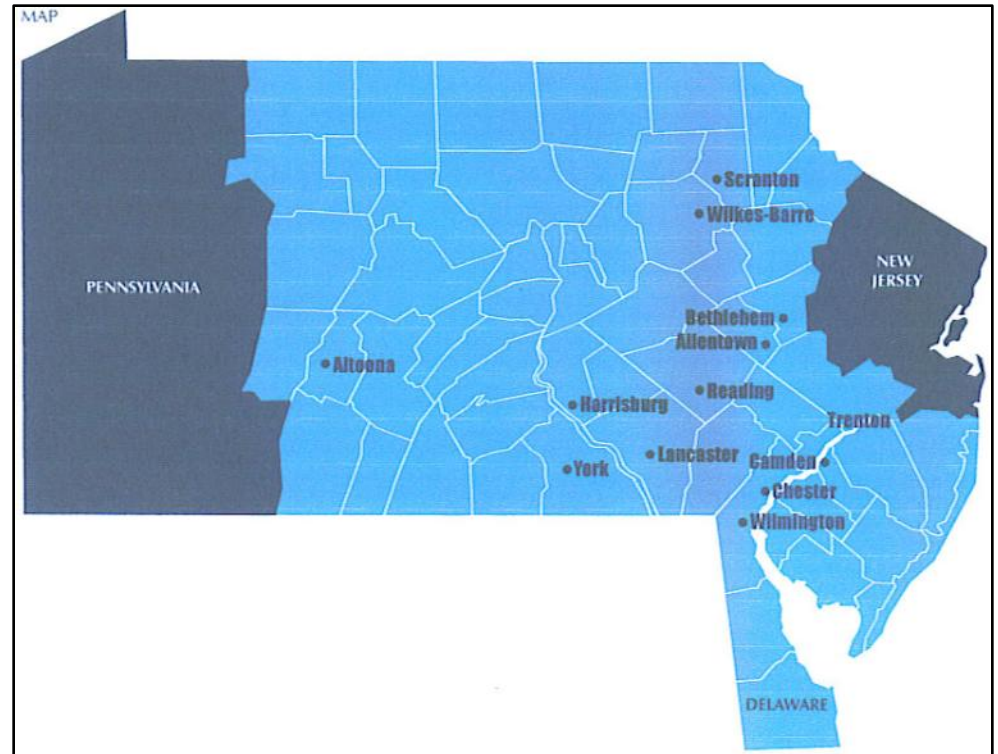 MAP
Scranton
Wilkes-Barre
NEW
JERSEY
PENNSYLVANIA
Bethlehem
Allentown
Altoona
Reading
Harrisburg
Trenton
Lancaster
Camden
York
Chester
Wilmington
DELAWARE